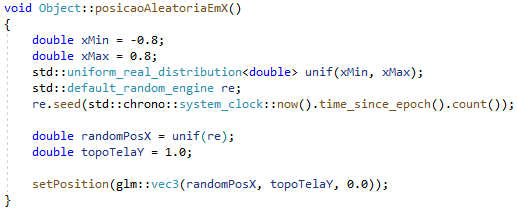 void Object::posicaoAleatoriaEmX()
{
    double xMin = -0.8;
    double xMax = 0.8;
    std::uniform_real_distribution<double> unif(xMin, xMax);
    std::default_random_engine re;
    re.seed(std::chrono::system_clock::now().time_since_epoch().count());

    double randomPosX = unif(re);
    double topoTelaY = 1.0;

    setPosition(glm::vec3(randomPosX, topoTelaY, 0.0));
}